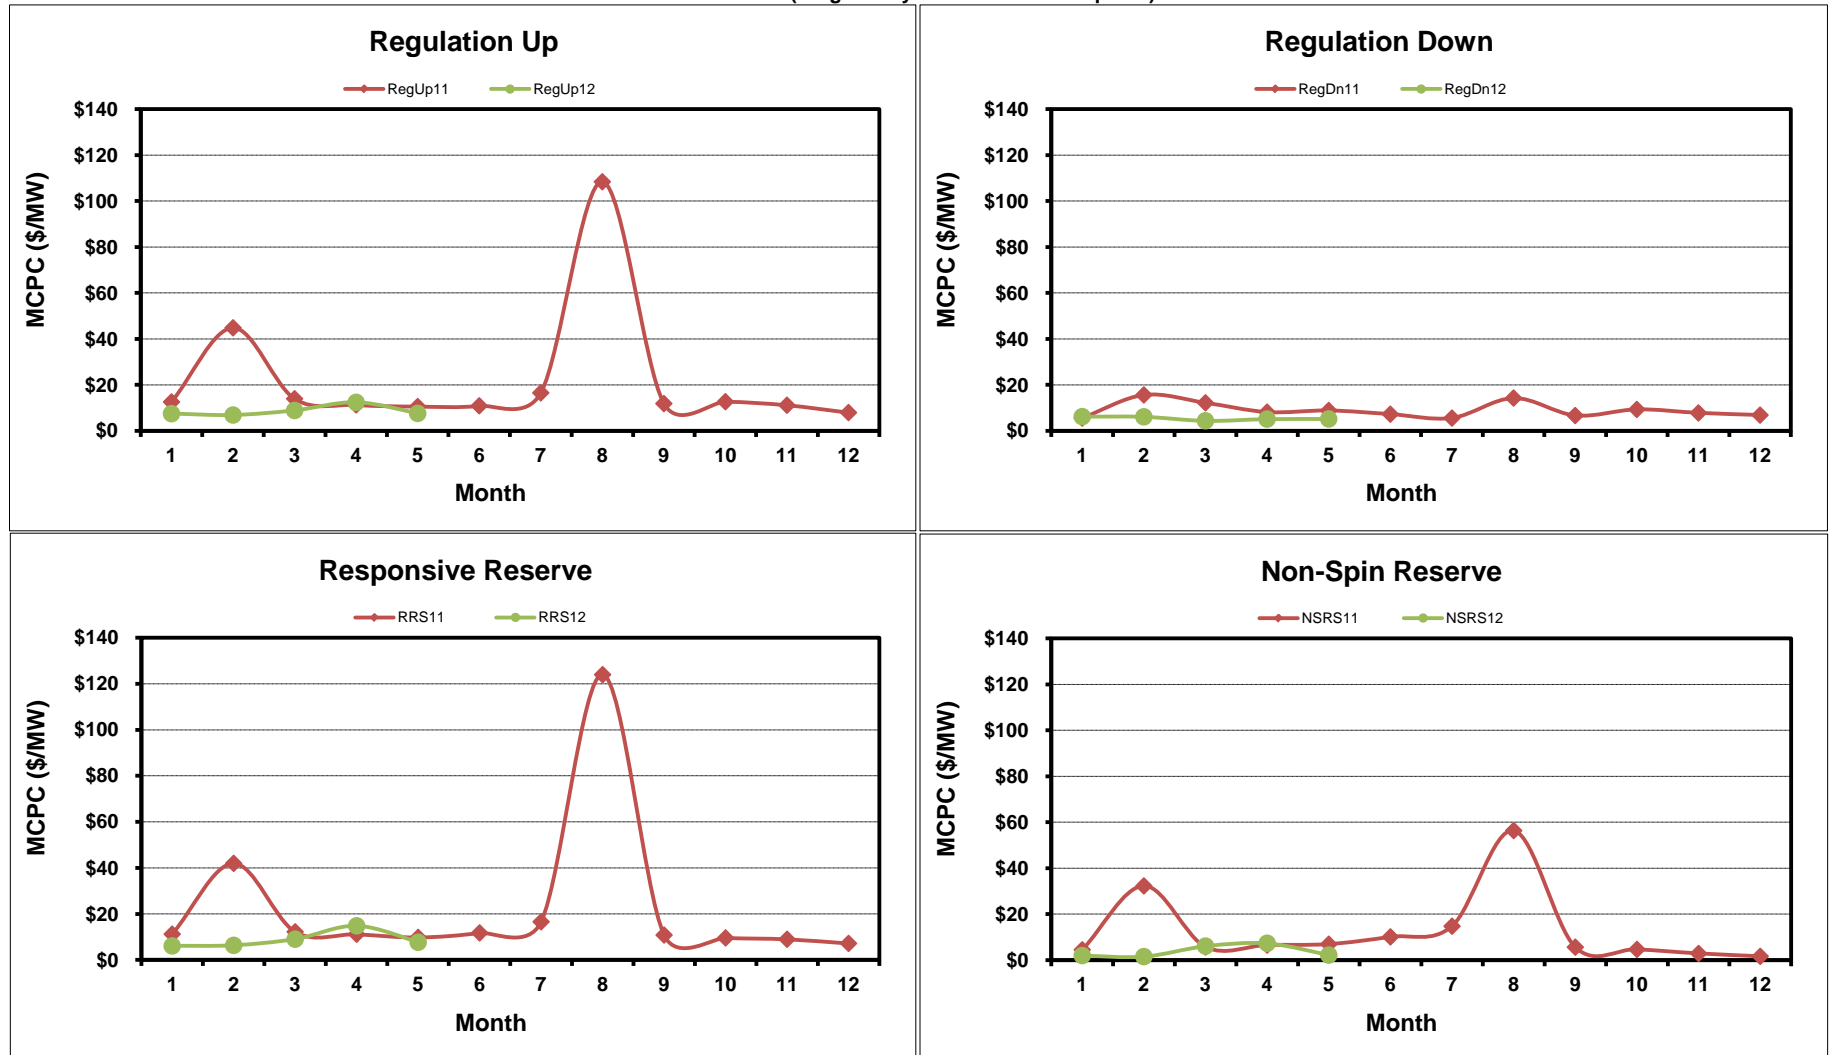 Regulation Up
RegUp11 RegUp12
$140
$120
$100
$80
$60
$40
$20
$0
MCPC ($/MW)
1 2 3 4 5 6 7 8 9 10 11 12
Month
Regulation Down
RegDn11 RegDn12
$140
$120
$100
$80
$60
$40
$20
$0
MCPC ($/MW)
1 2 3 4 5 6 7 8 9 10 11 12
Month
Responsive Reserve
RRS11 RRS12
$140
$120
$100
$80
$60
$40
$20
$0
MCPC ($/MW)
1 2 3 4 5 6 7 8 9 10 11 12
Month
Non-Spin Reserve
NSRS11 NSRS12
$140
$120
$100
$80
$60
$40
$20
$0
MCPC ($/MW)
1 2 3 4 5 6 7 8 9 10 11 12
Month